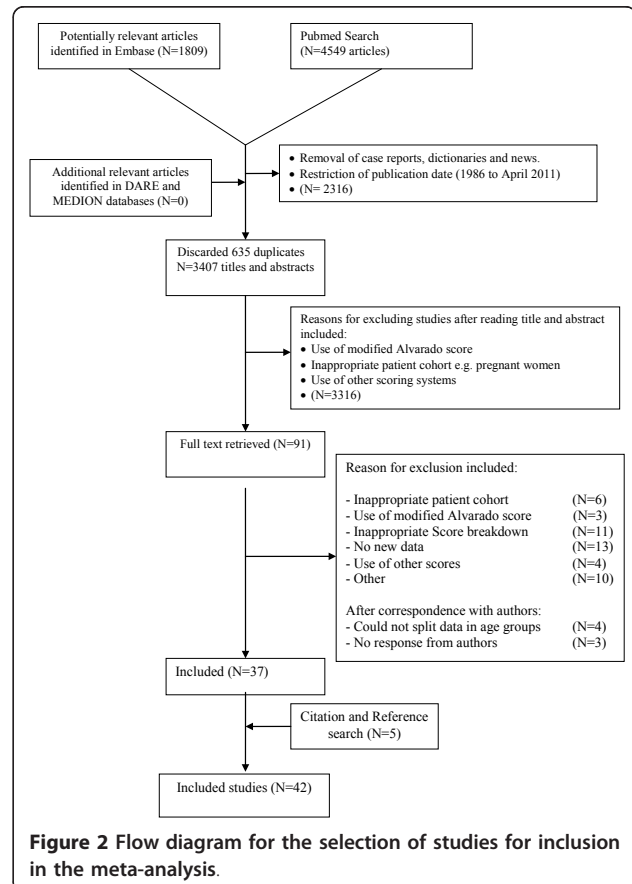 Potentially relevant articles
identified in Embase (N=1809)
Pubmed Search
(N=4549 articles)
Additional relevant articles
identified in DARE and
MEDION databases (N=0)
• Removal of case reports, dictionaries and news.
• Restriction of publication date (1986 to April 2011)
• (N= 2316)
Discarded 635 duplicates
N=3407 titles and abstracts
Reasons for excluding studies after reading title and abstract
included:
• Use of modified Alvarado score
• Inappropriate patient cohort e.g. pregnant women
• Use of other scoring systems
• (N=3316)
Full text retrieved (N=91)
Reason for exclusion included:
- Inappropriate patient cohort (N=6)
- Use of modified Alvarado score (N=3)
- Inappropriate Score breakdown (N=11)
- No new data (N=13)
- Use of other scores (N=4)
- Other (N=10)
After correspondence with authors:
- Could not split data in age groups (N=4)
- No response from authors (N=3)
Included (N=37)
Citation and Reference
search (N=5)
Included studies (N=42)
Figure 2 Flow diagram for the selection of studies for inclusion
in the meta-analysis.